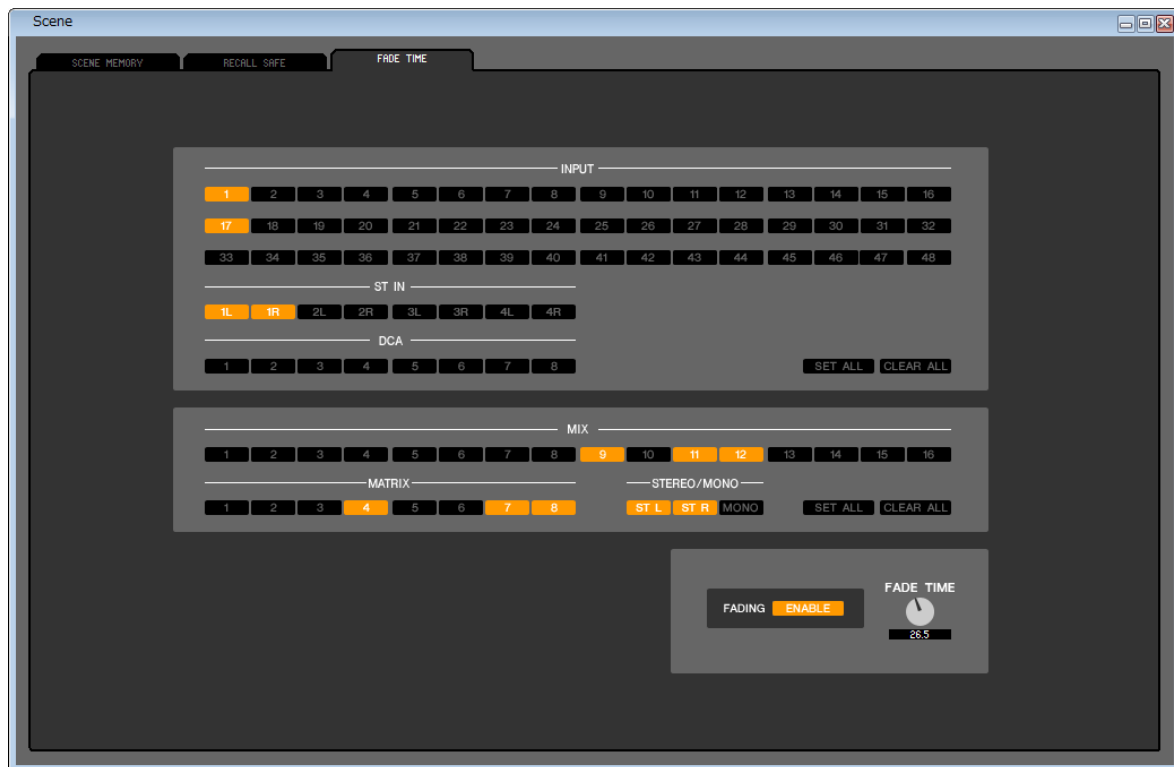 Scene
SCENE MEMORY RECALL SAFE FADE TIME
INPUT
1 2 3 4 5 6 7 8 9 10 11 12 13 14 15 16
17 18 19 20 21 22 23 24 25 26 27 28 29 30 31 32
33 34 35 36 37 38 39 40 41 42 43 44 45 46 47 48
ST IN
1L 1R 2L 2R 3L 3R 4L 4R
DCA
1 2 3 4 5 6 7 8 SET ALL CLEAR ALL
MIX
1 2 3 4 5 6 7 8 9 10 11 12 13 14 15 16
MATRIX STEREO/MONO
1 2 3 4 5 6 7 8 ST L ST R MONO SET ALL CLEAR ALL
FADE TIME
FADING ENABLE
26.5